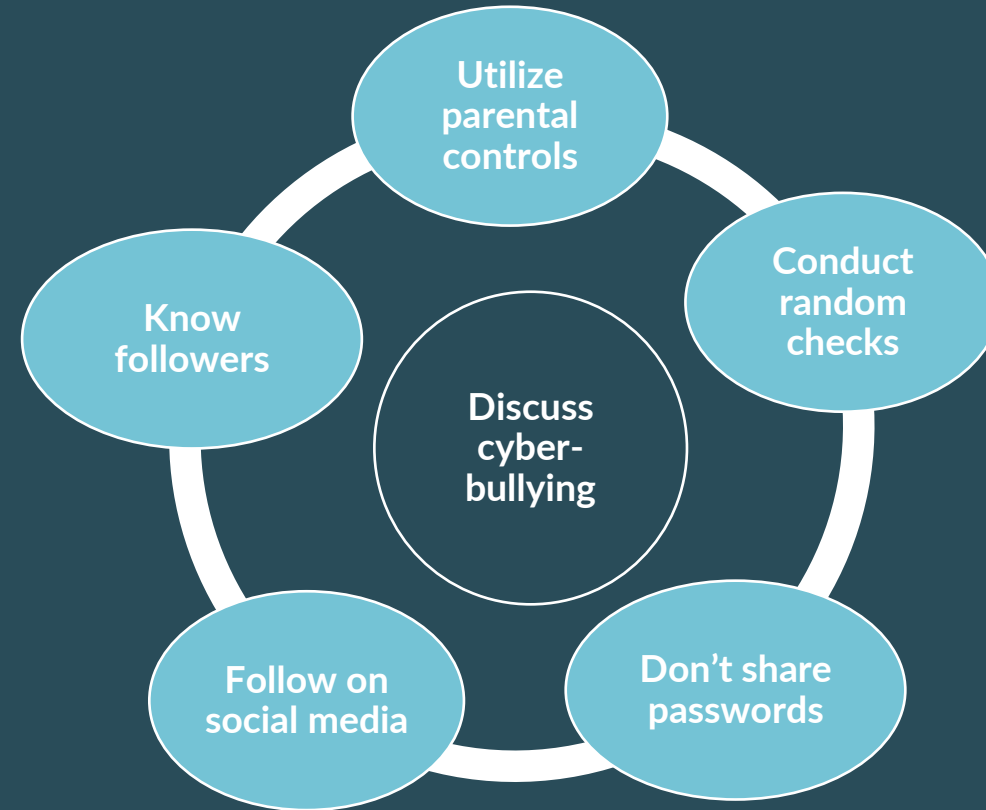 Utilize
parental
controls
Conduct
random
checks
Know
followers
Discuss
cyber-
bullying
Don’t share
passwords
Follow on
social media